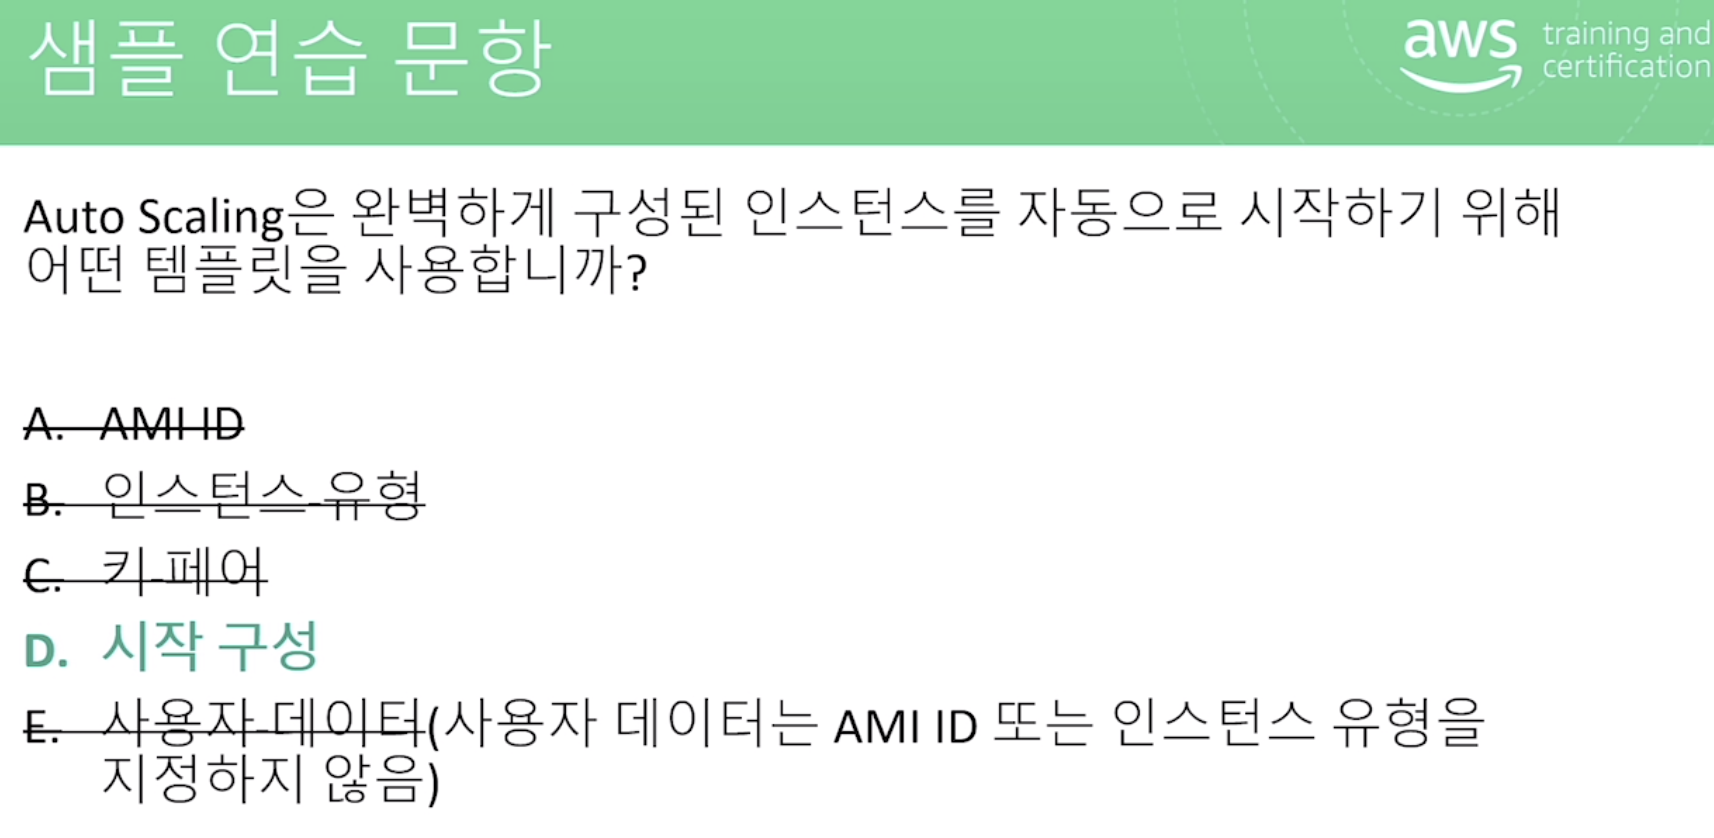 샘플 연습 문항
aws training and
certification
Auto Scaling은 완벽하게 구성된 인스턴스를 자동으로 시작하기 위해
어떤 템플릿을 사용합니까?
A. AMI ID
B. 인스턴스 유형
C. 키 페어
D. 시작 구성
E. 사용자 데이터(사용자 데이터는 AMI ID 또는 인스턴스 유형을
지정하지 않음)